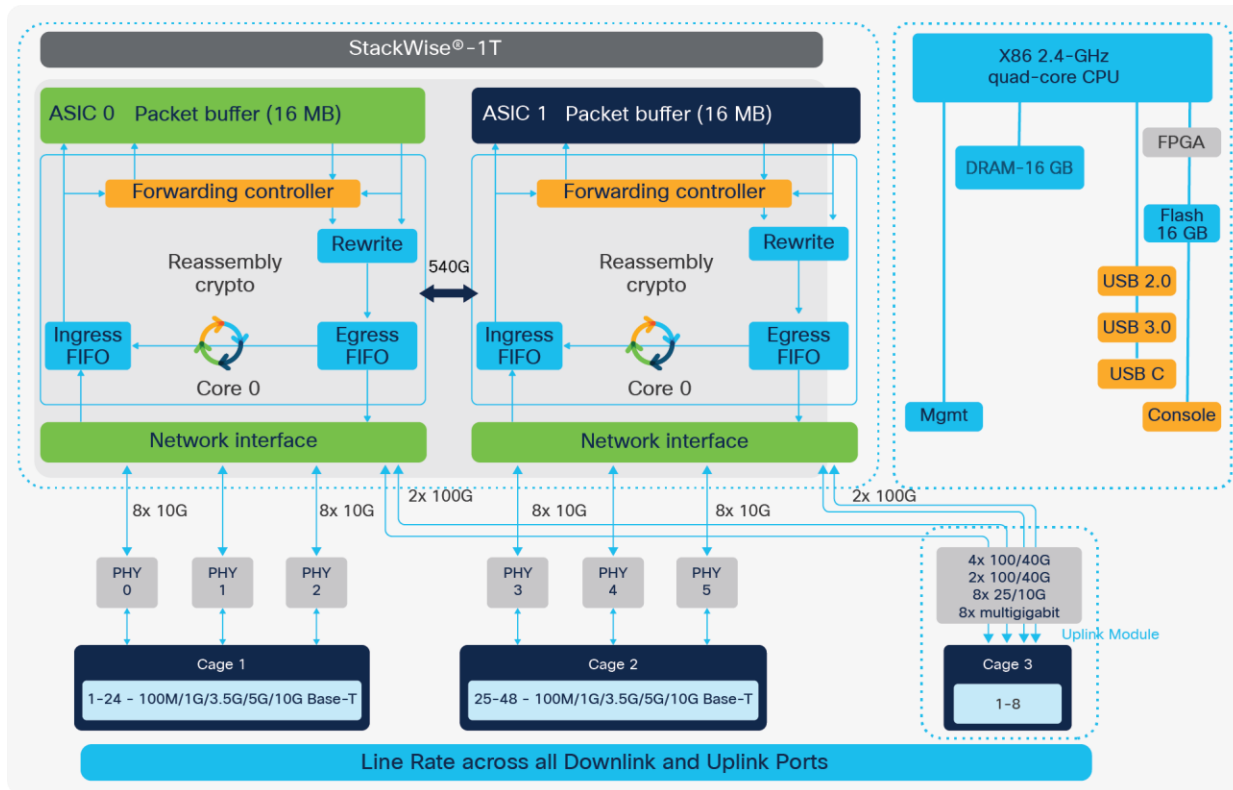 StackWise®-1T
ASIC 0 Packet buffer (16 MB)
Forwarding controller
Rewrite
Reassembly
crypto
Ingress
FIFO
Egress
FIFO
Core 0
Network interface
540G
ASIC 1 Packet buffer (16 MB)
Forwarding controller
Rewrite
Reassembly
crypto
Ingress
FIFO
Egress
FIFO
Core 0
Network interface
X86 2.4-GHz
quad-core CPU
FPGA
DRAM-16 GB
Flash
16 GB
USB 2.0
USB 3.0
USB C
Mgmt
Console
8x 10G
8x 10G
2x 100G
8x 10G
8x 10G
2x 100G
PHY
0
PHY
1
PHY
2
PHY
3
PHY
4
PHY
5
4x 100/40G
2x 100/40G
8x 25/10G
8x multigigabit
Uplink Module
Cage 1
1-24 - 100M/1G/3.5G/5G/10G Base-T
Cage 2
25-48 - 100M/1G/3.5G/5G/10G Base-T
Cage 3
1-8
Line Rate across all Downlink and Uplink Ports